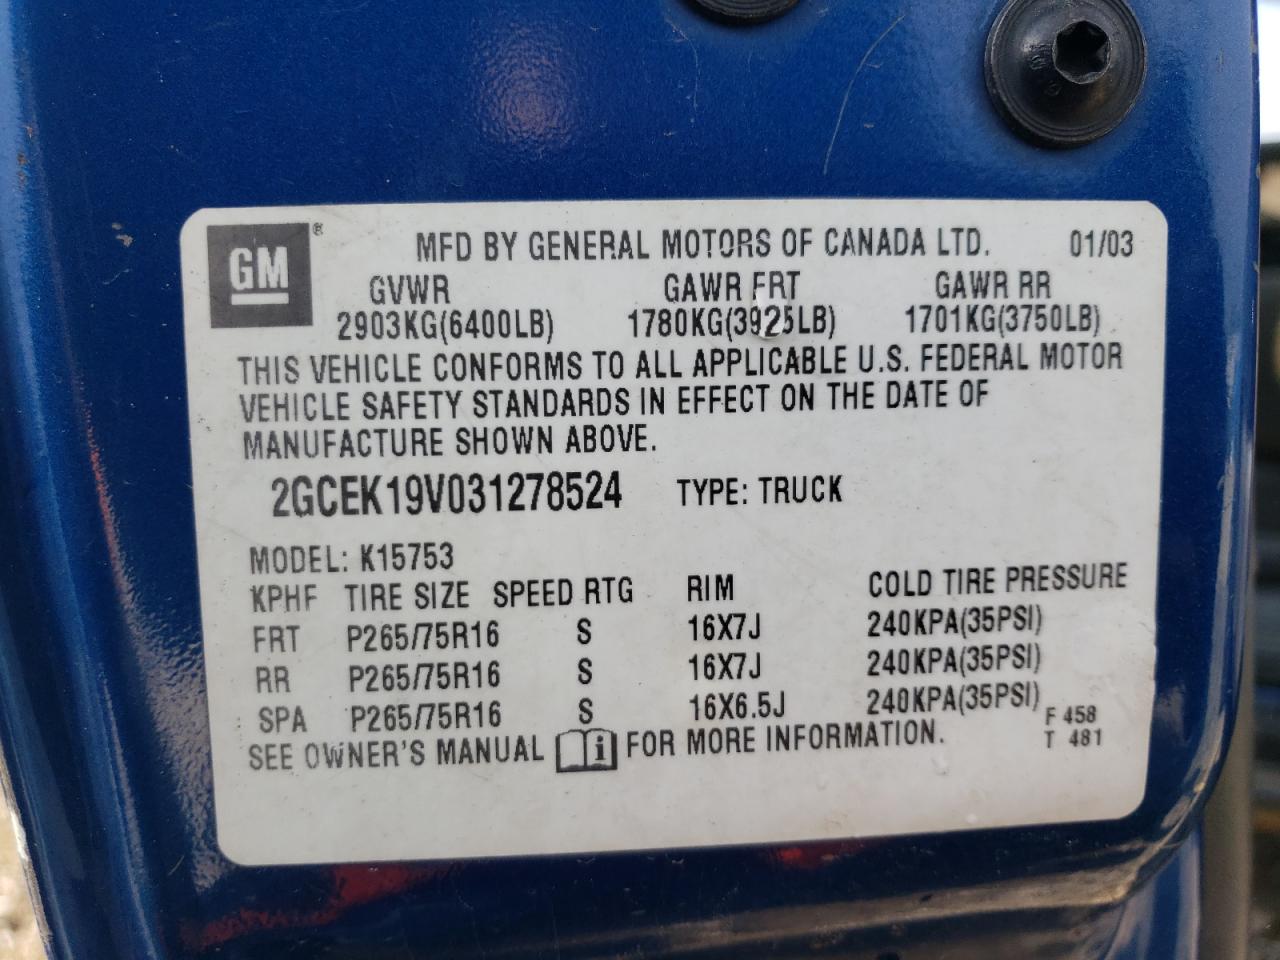 GM®
MFD BY GENERAL MOTORS OF CANADA LTD. 01/03
GVWR GAWR FRT GAWR RR
2903KG(6400LB) 1780KG(3925LB) 1701KG(3750LB)
THIS VEHICLE CONFORMS TO ALL APPLICABLE U.S. FEDERAL MOTOR
VEHICLE SAFETY STANDARDS IN EFFECT ON THE DATE OF
MANUFACTURE SHOWN ABOVE.
2GCEK19V031278524 TYPE: TRUCK
MODEL: K15753
KPHF TIRE SIZE SPEED RTG RIM COLD TIRE PRESSURE
FRT P265/75R16 S 16X7J 240KPA(35PSI)
RR P265/75R16 S 16X7J 240KPA(35PSI)
SPA P265/75R16 S 16X6.5J 240KPA(35PSI) F 458
SEE OWNER'S MANUAL i FOR MORE INFORMATION. T 481